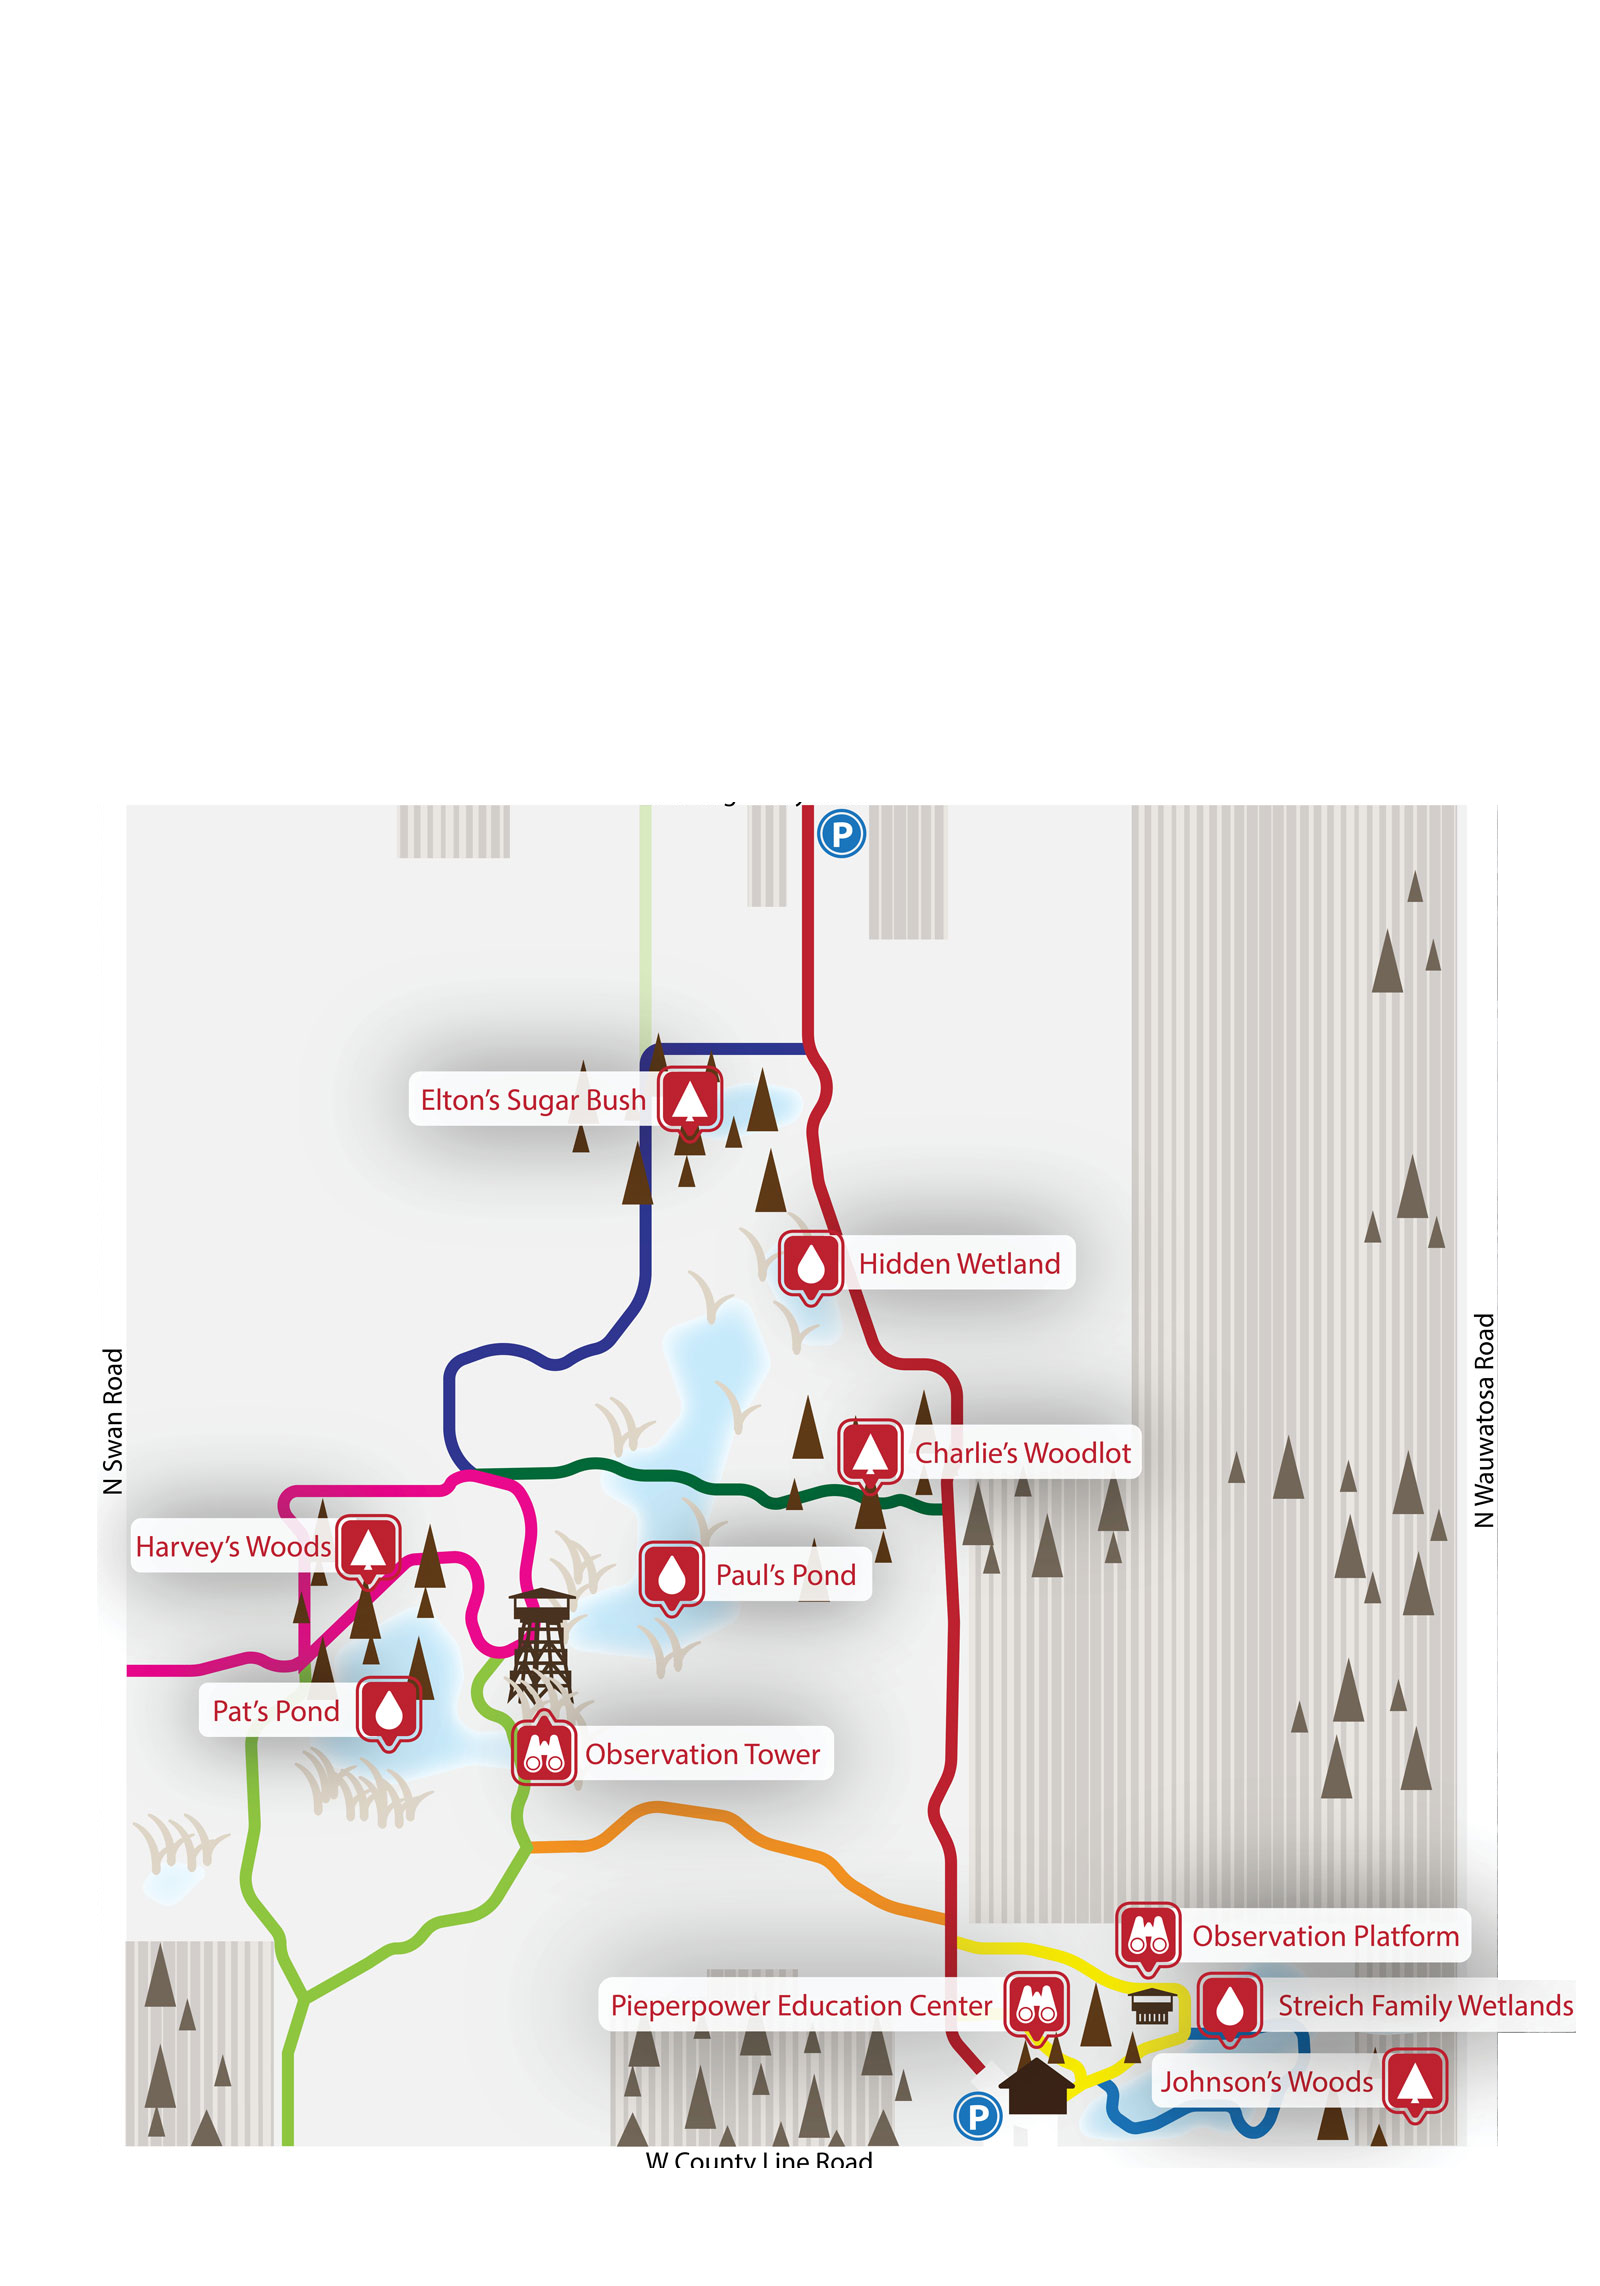 P
Elton's Sugar Bush
Hidden Wetland
N Swan Road
N Wauwatosa Road
Charlie's Woodlot
Harvey's Woods
Paul's Pond
Pat's Pond
Observation Tower
Observation Platform
Pieperpower Education Center
Streich Family Wetlands
Johnson's Woods
P
W County Line Road